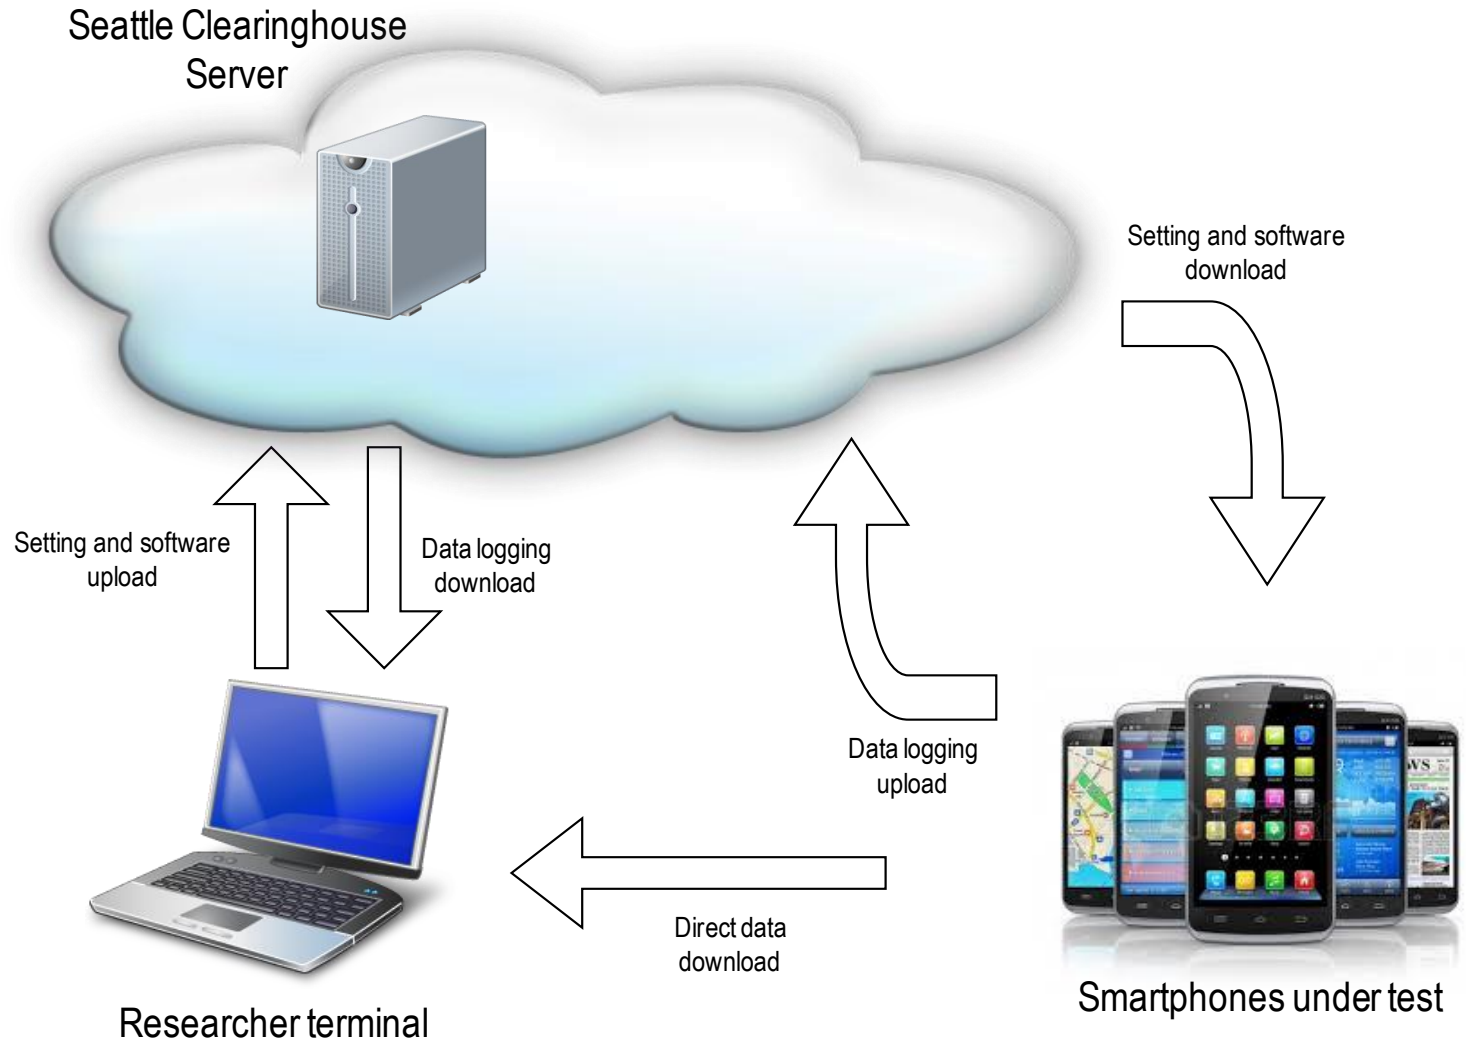 Seattle Clearinghouse
Server
Setting and software
download
Setting and software
upload
Data logging
download
Data logging
upload
Direct data
download
Researcher terminal
Smartphones under test